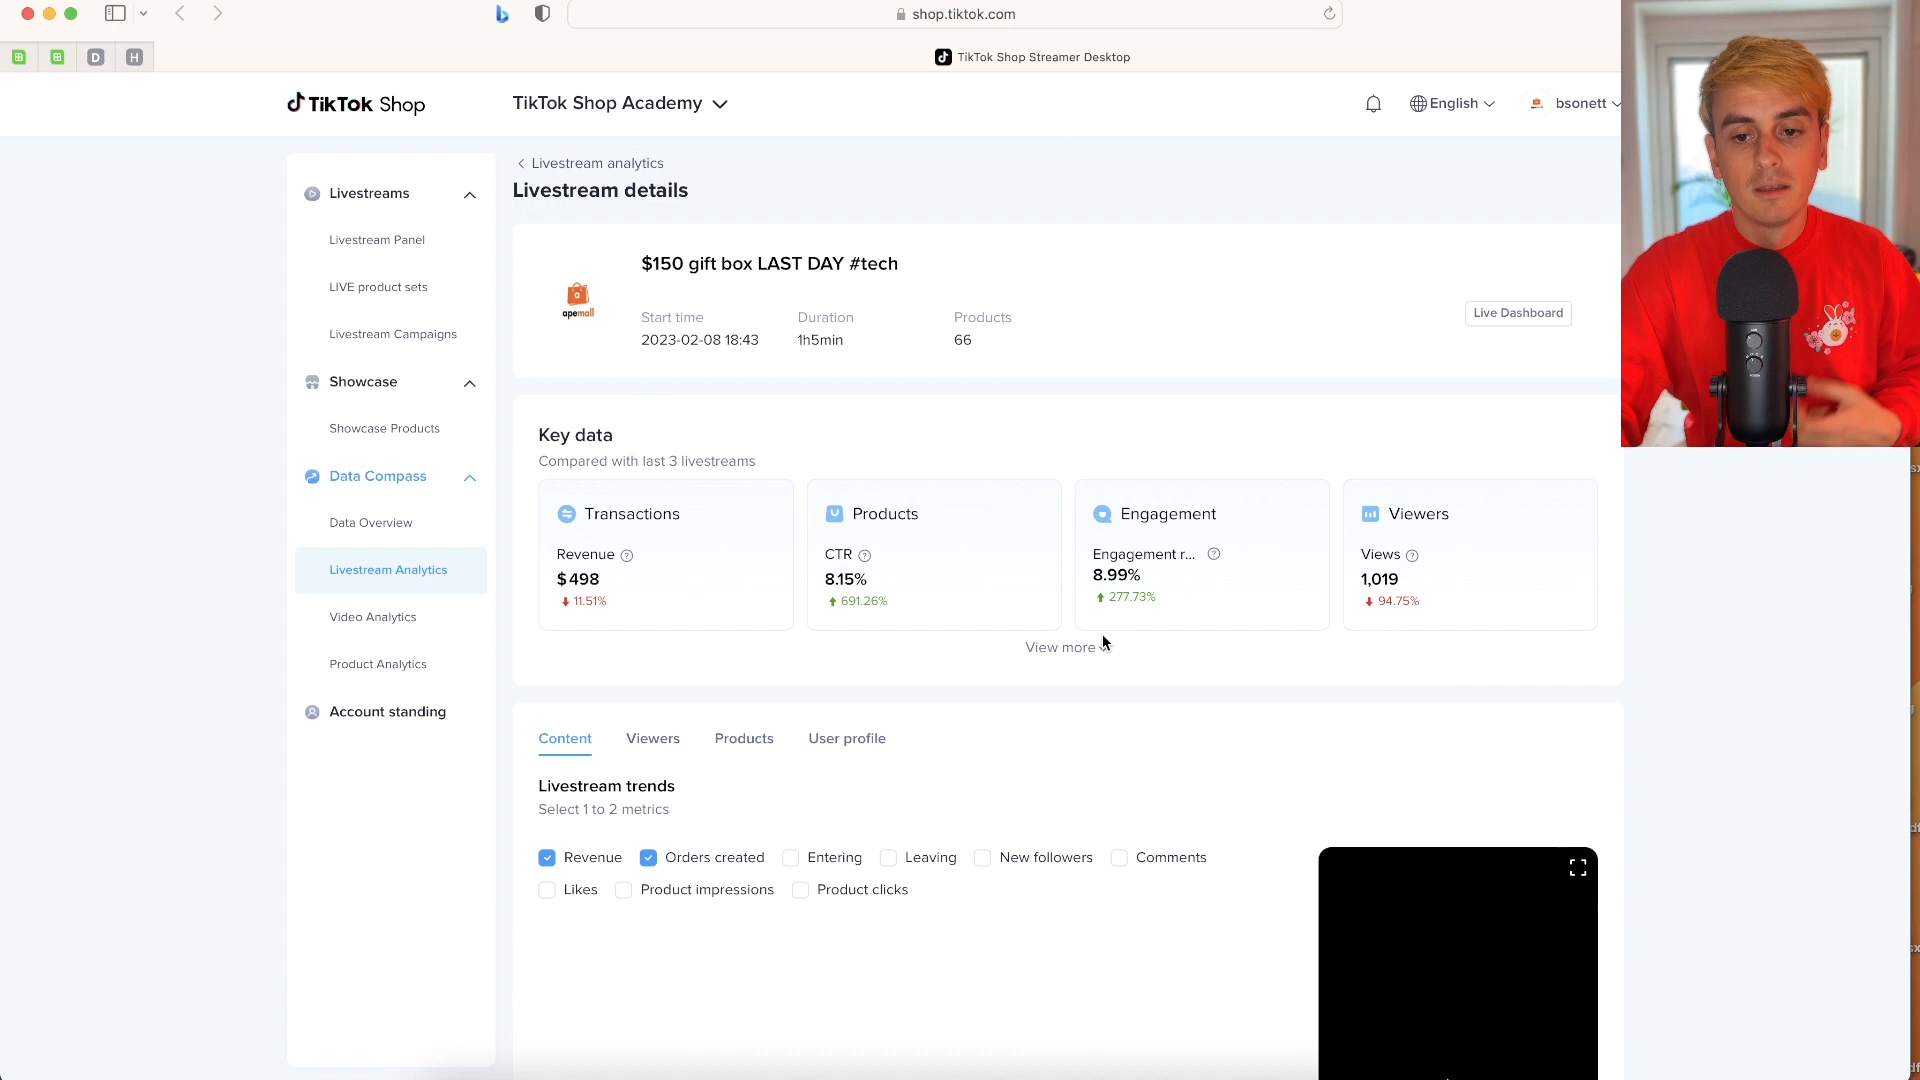 shop.tiktok.com
D
H
TikTok Shop Streamer Desktop
TikTok Shop
TikTok Shop Academy
English
bsonett
Livestreams
Livestream Panel
LIVE product sets
Livestream Campaigns
Showcase
Showcase Products
Data Compass
Data Overview
Livestream Analytics
Video Analytics
Product Analytics
Account standing
Livestream analytics
Livestream details
apemall
$150 gift box LAST DAY #tech
Start time
Duration
Products
2023-02-08 18:43
1h5min
66
Live Dashboard
Key data
Compared with last 3 livestreams
Transactions
Revenue
$498
11.51%
Products
CTR
8.15%
691.26%
Engagement
Engagement r...
8.99%
277.73%
Viewers
Views
1,019
94.75%
View more
Content
Viewers
Products
User profile
Livestream trends
Select 1 to 2 metrics
Revenue
Orders created
Entering
Leaving
New followers
Comments
Likes
Product impressions
Product clicks